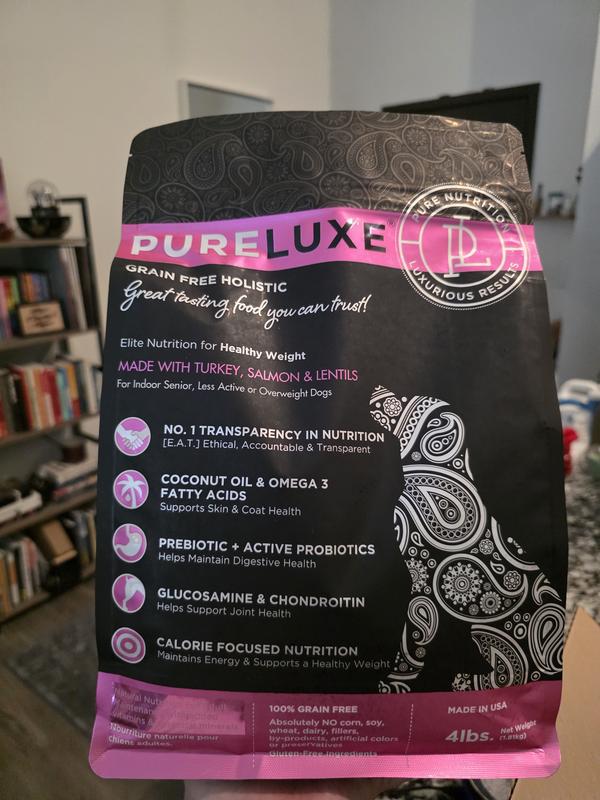 PURELUXE
PURE NUTRITION
PL
LUXURIOUS RESULTS
GRAIN FREE HOLISTIC
Great tasting food you can trust!
Elite Nutrition for Healthy Weight
MADE WITH TURKEY, SALMON & LENTILS
For Indoor Senior, Less Active or Overweight Dogs
NO. 1 TRANSPARENCY IN NUTRITION
[E.A.T.] Ethical, Accountable & Transparent
COCONUT OIL & OMEGA 3
FATTY ACIDS
Supports Skin & Coat Health
PREBIOTIC + ACTIVE PROBIOTICS
Helps Maintain Digestive Health
GLUCOSAMINE & CHONDROITIN
Helps Support Joint Health
CALORIE FOCUSED NUTRITION
Maintains Energy & Supports a Healthy Weight
Natural
vitamins & minerals
Nourriture naturelle pour
Chiens adultes.
100% GRAIN FREE
Absolutely NO corn, soy,
wheat, dairy, fillers,
by-products, artificial colors
or preservatives
Gluten-Free Ingredients
MADE IN USA
4lbs. Net Weight
(1.81kg)